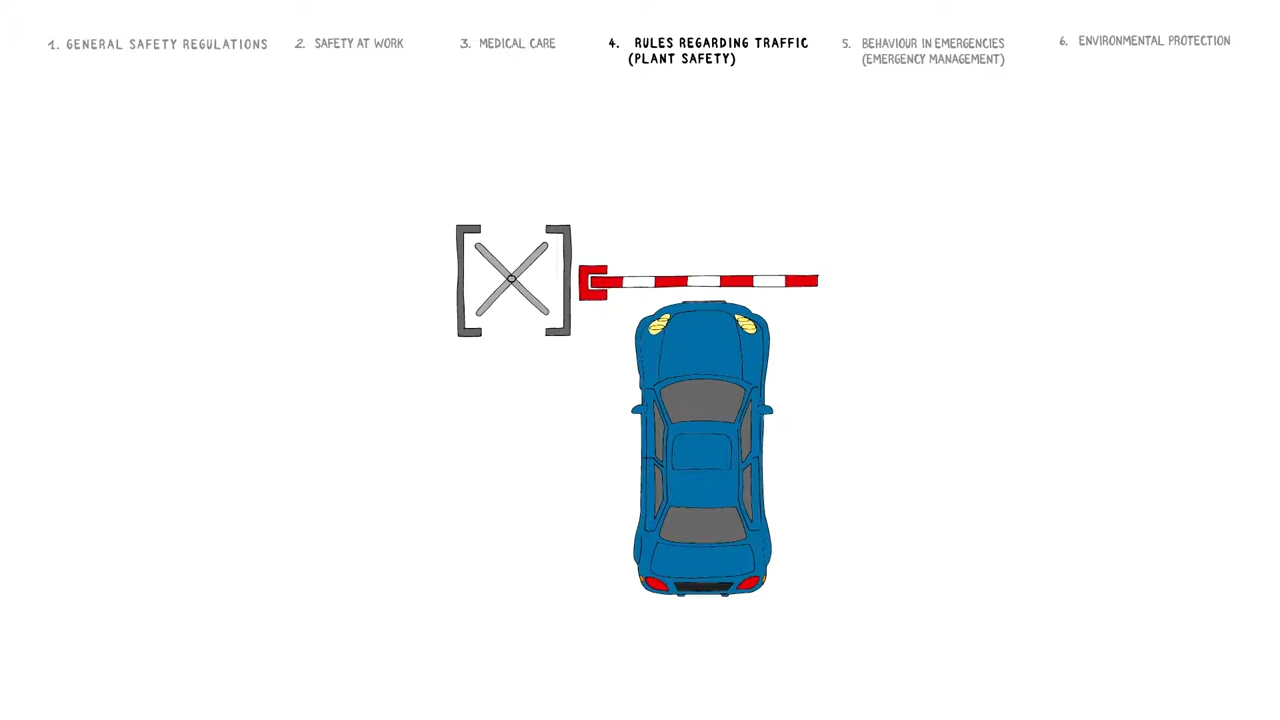 1. GENERAL SAFETY REGULATIONS
2. SAFETY AT WORK
3. MEDICAL CARE
4. RULES REGARDING TRAFFIC
(PLANT SAFETY)
5. BEHAVIOUR IN EMERGENCIES
(EMERGENCY MANAGEMENT)
6. ENVIRONMENTAL PROTECTION